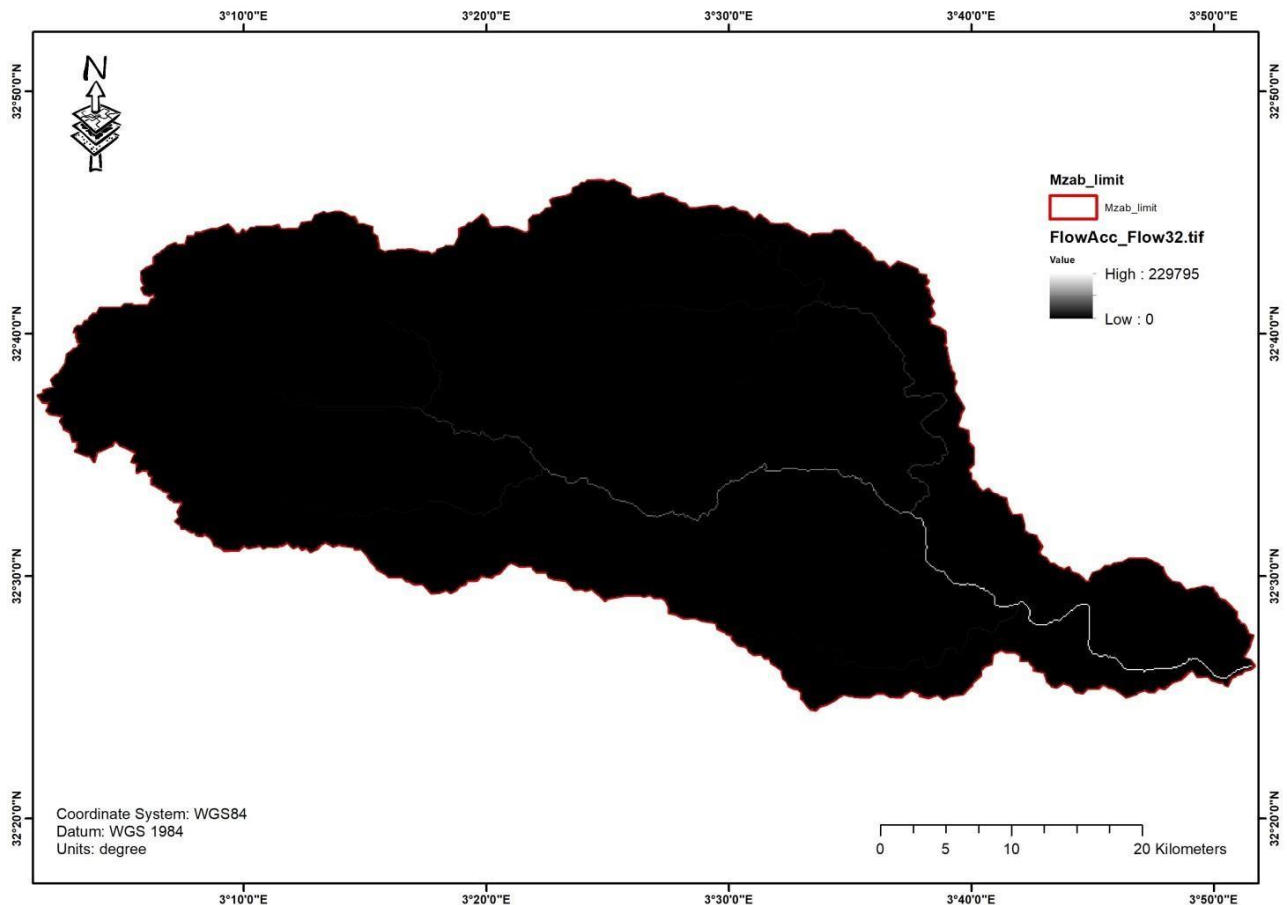 3°10'0"E 3°20'0"E 3°30'0"E 3°40'0"E 3°50'0"E
N
32°50'0"N 32°50'0"N
Mzab_limit
Mzab_limit
FlowAcc_Flow32.tif
Value
High : 229795
Low : 0
32°40'0"N 32°40'0"N
32°30'0"N 32°30'0"N
32°20'0"N 32°20'0"N
Coordinate System: WGS84
Datum: WGS 1984
Units: degree
0 5 10 20 Kilometers
3°10'0"E 3°20'0"E 3°30'0"E 3°40'0"E 3°50'0"E